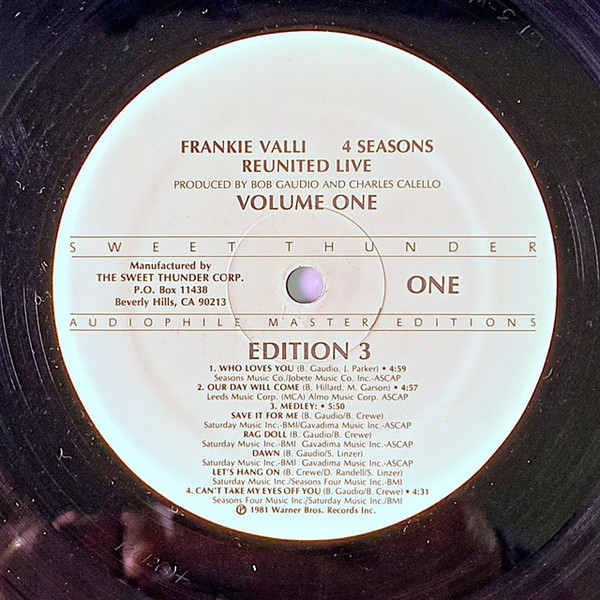 FRANKIE VALLI 4 SEASONS
REUNITED LIVE
PRODUCED BY BOB GAUDIO AND CHARLES CALELLO
VOLUME ONE
SWEET THUNDER
Manufactured by
THE SWEET THUNDER CORP.
P.O. Box 11438
Beverly Hills, CA 90213
ONE
AUDIOPHILE MASTER EDITIONS
EDITION 3
1. WHO LOVES YOU (B. Gaudio, J. Parker) • 4:59
Seasons Music Co./Jobete Music Co, Inc.-ASCAP
2. OUR DAY WILL COME (B. Hillard, M. Garson) • 4:57
Leeds Music Corp. (MCA) Almo Music Corp. ASCAP
3. MEDLEY: • 5:50
SAVE IT FOR ME (B. Gaudio/B. Crewe)
Saturday Music Inc.-BMI/Gavadima Music Inc.-ASCAP
RAG DOLL (B. Gaudio/B. Crewe)
Saturday Music Inc.-BMI Gavadima Music Inc.-ASCAP
DAWN (B. Gaudio/S. Linzer)
Saturday Music Inc.-BMI Gavadima Music Inc.-ASCAP
LET'S HANG ON (B. Crewe/D. Randell/S. Linzer)
Saturday Music Inc./Seasons Four Music Inc.-BMI
4. CAN'T TAKE MY EYES OFF YOU (B. Gaudio/B. Crewe) • 4:31
Seasons Four Music Inc./Saturday Music Inc./BMI
℗ 1981 Warner Bros. Records Inc.